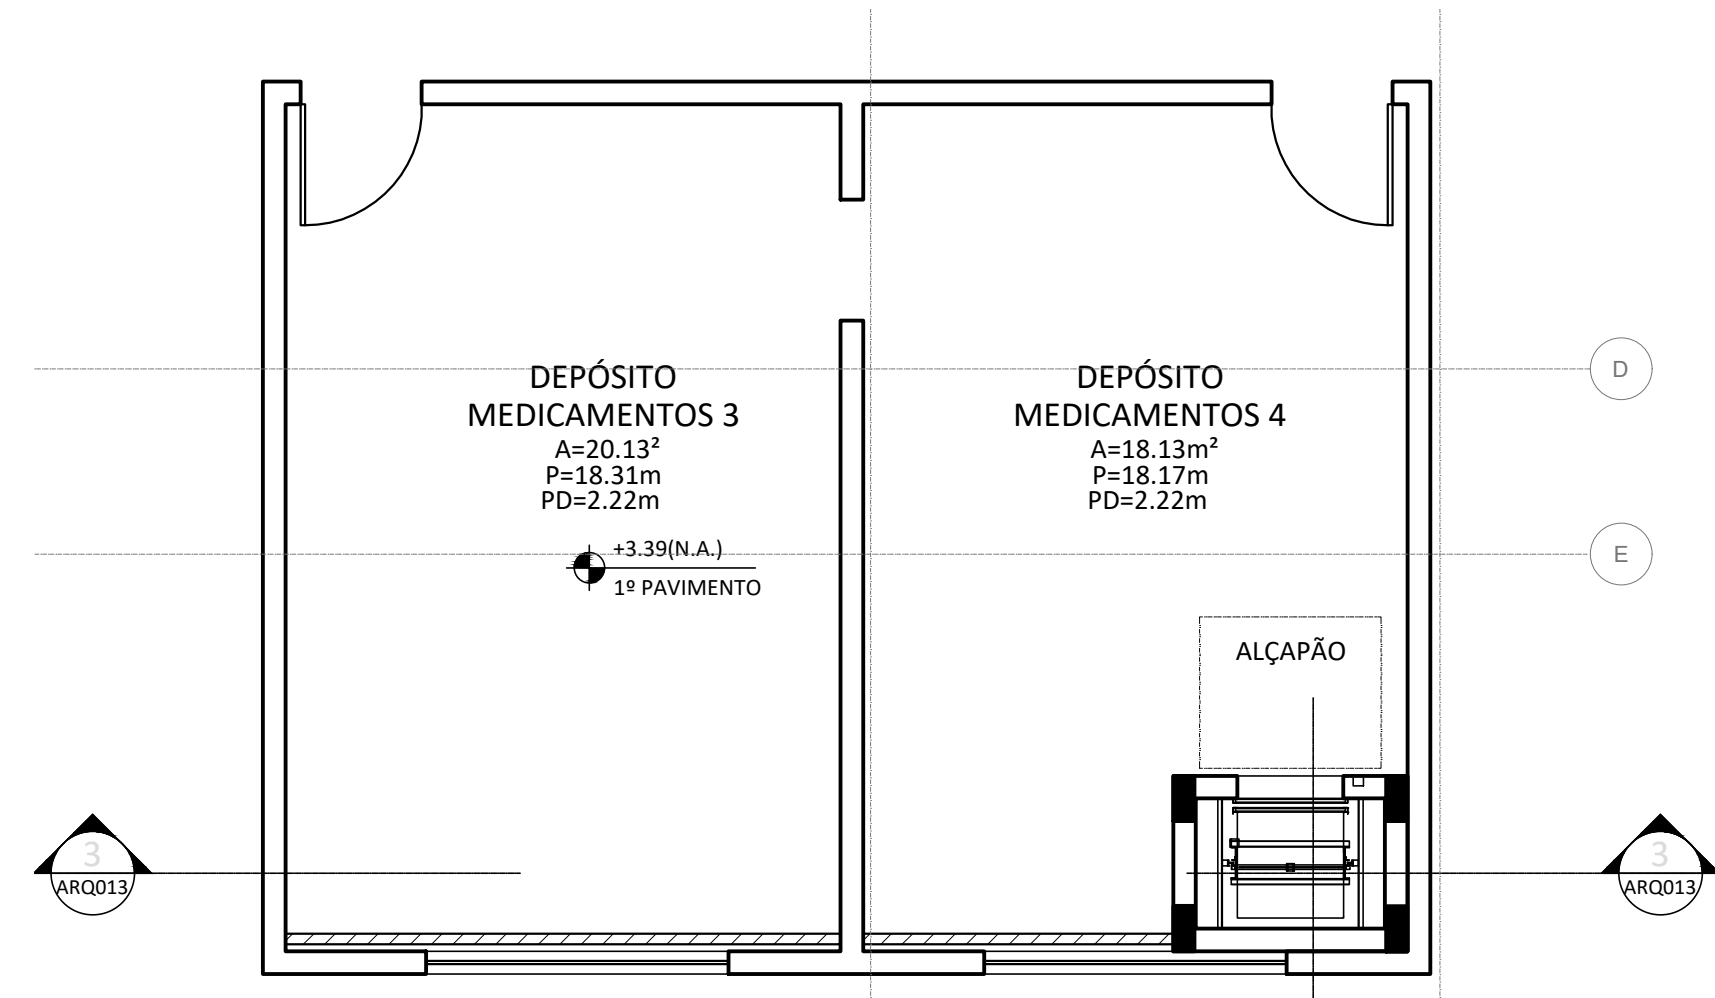 DEPÓSITO
MEDICAMENTOS 3
A=20.13²
P=18.31m
PD=2.22m
DEPÓSITO
MEDICAMENTOS 4
A=18.13m²
P=18.17m
PD=2.22m
D
+3.39(N.A.)
1º PAVIMENTO
E
ALÇAPÃO
3
ARQ013
3
ARQ013